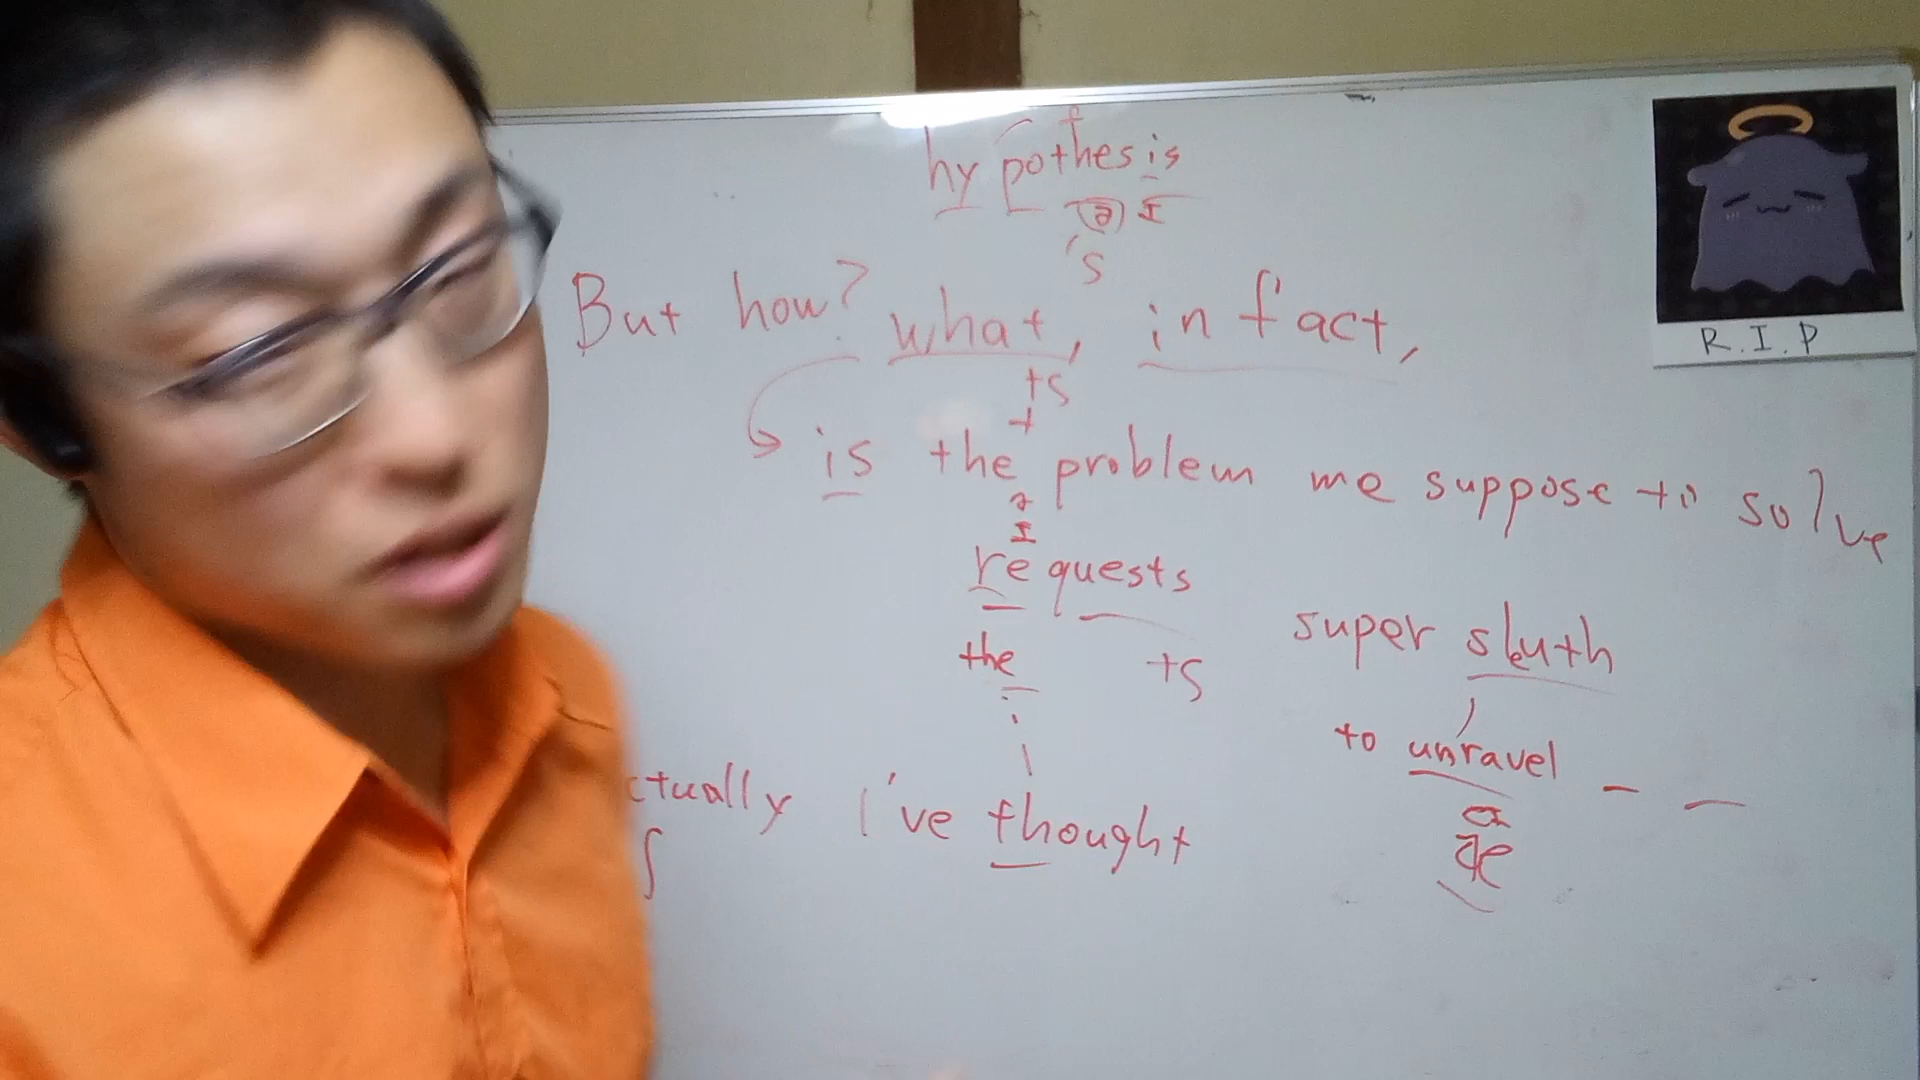 hypothesis
(ə) I
's
R.I.P
But how? what, in fact,
ts
is the problem me suppose to solve
ə
I
requests
the ts
super sleuth
to unravel
ctually I've thought